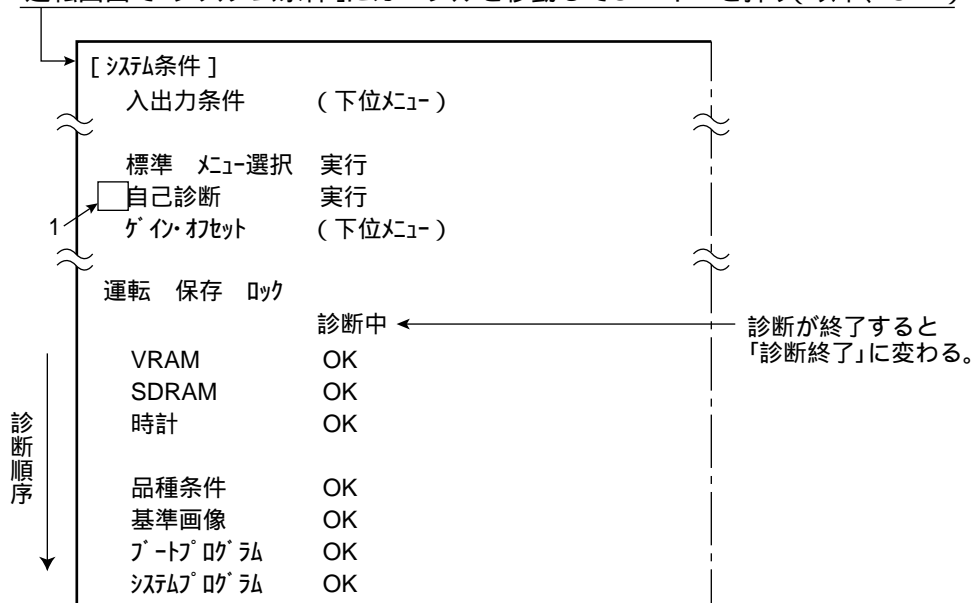 [ ｼｽﾃﾑ条件 ]
入出力条件 ( 下位ﾒﾆｭｰ )
標準 ﾒﾆｭｰ選択 実行
自己診断 実行
1
ｹﾞｲﾝ･ｵﾌｾｯﾄ ( 下位ﾒﾆｭｰ )
運転 保存 ﾛｯｸ
診断中
診断が終了すると
「診断終了」に変わる。
診断順序
VRAM OK
SDRAM OK
時計 OK
品種条件 OK
基準画像 OK
ﾌﾞｰﾄﾌﾟﾛｸﾞﾗﾑ OK
ｼｽﾃﾑﾌﾟﾛｸﾞﾗﾑ OK